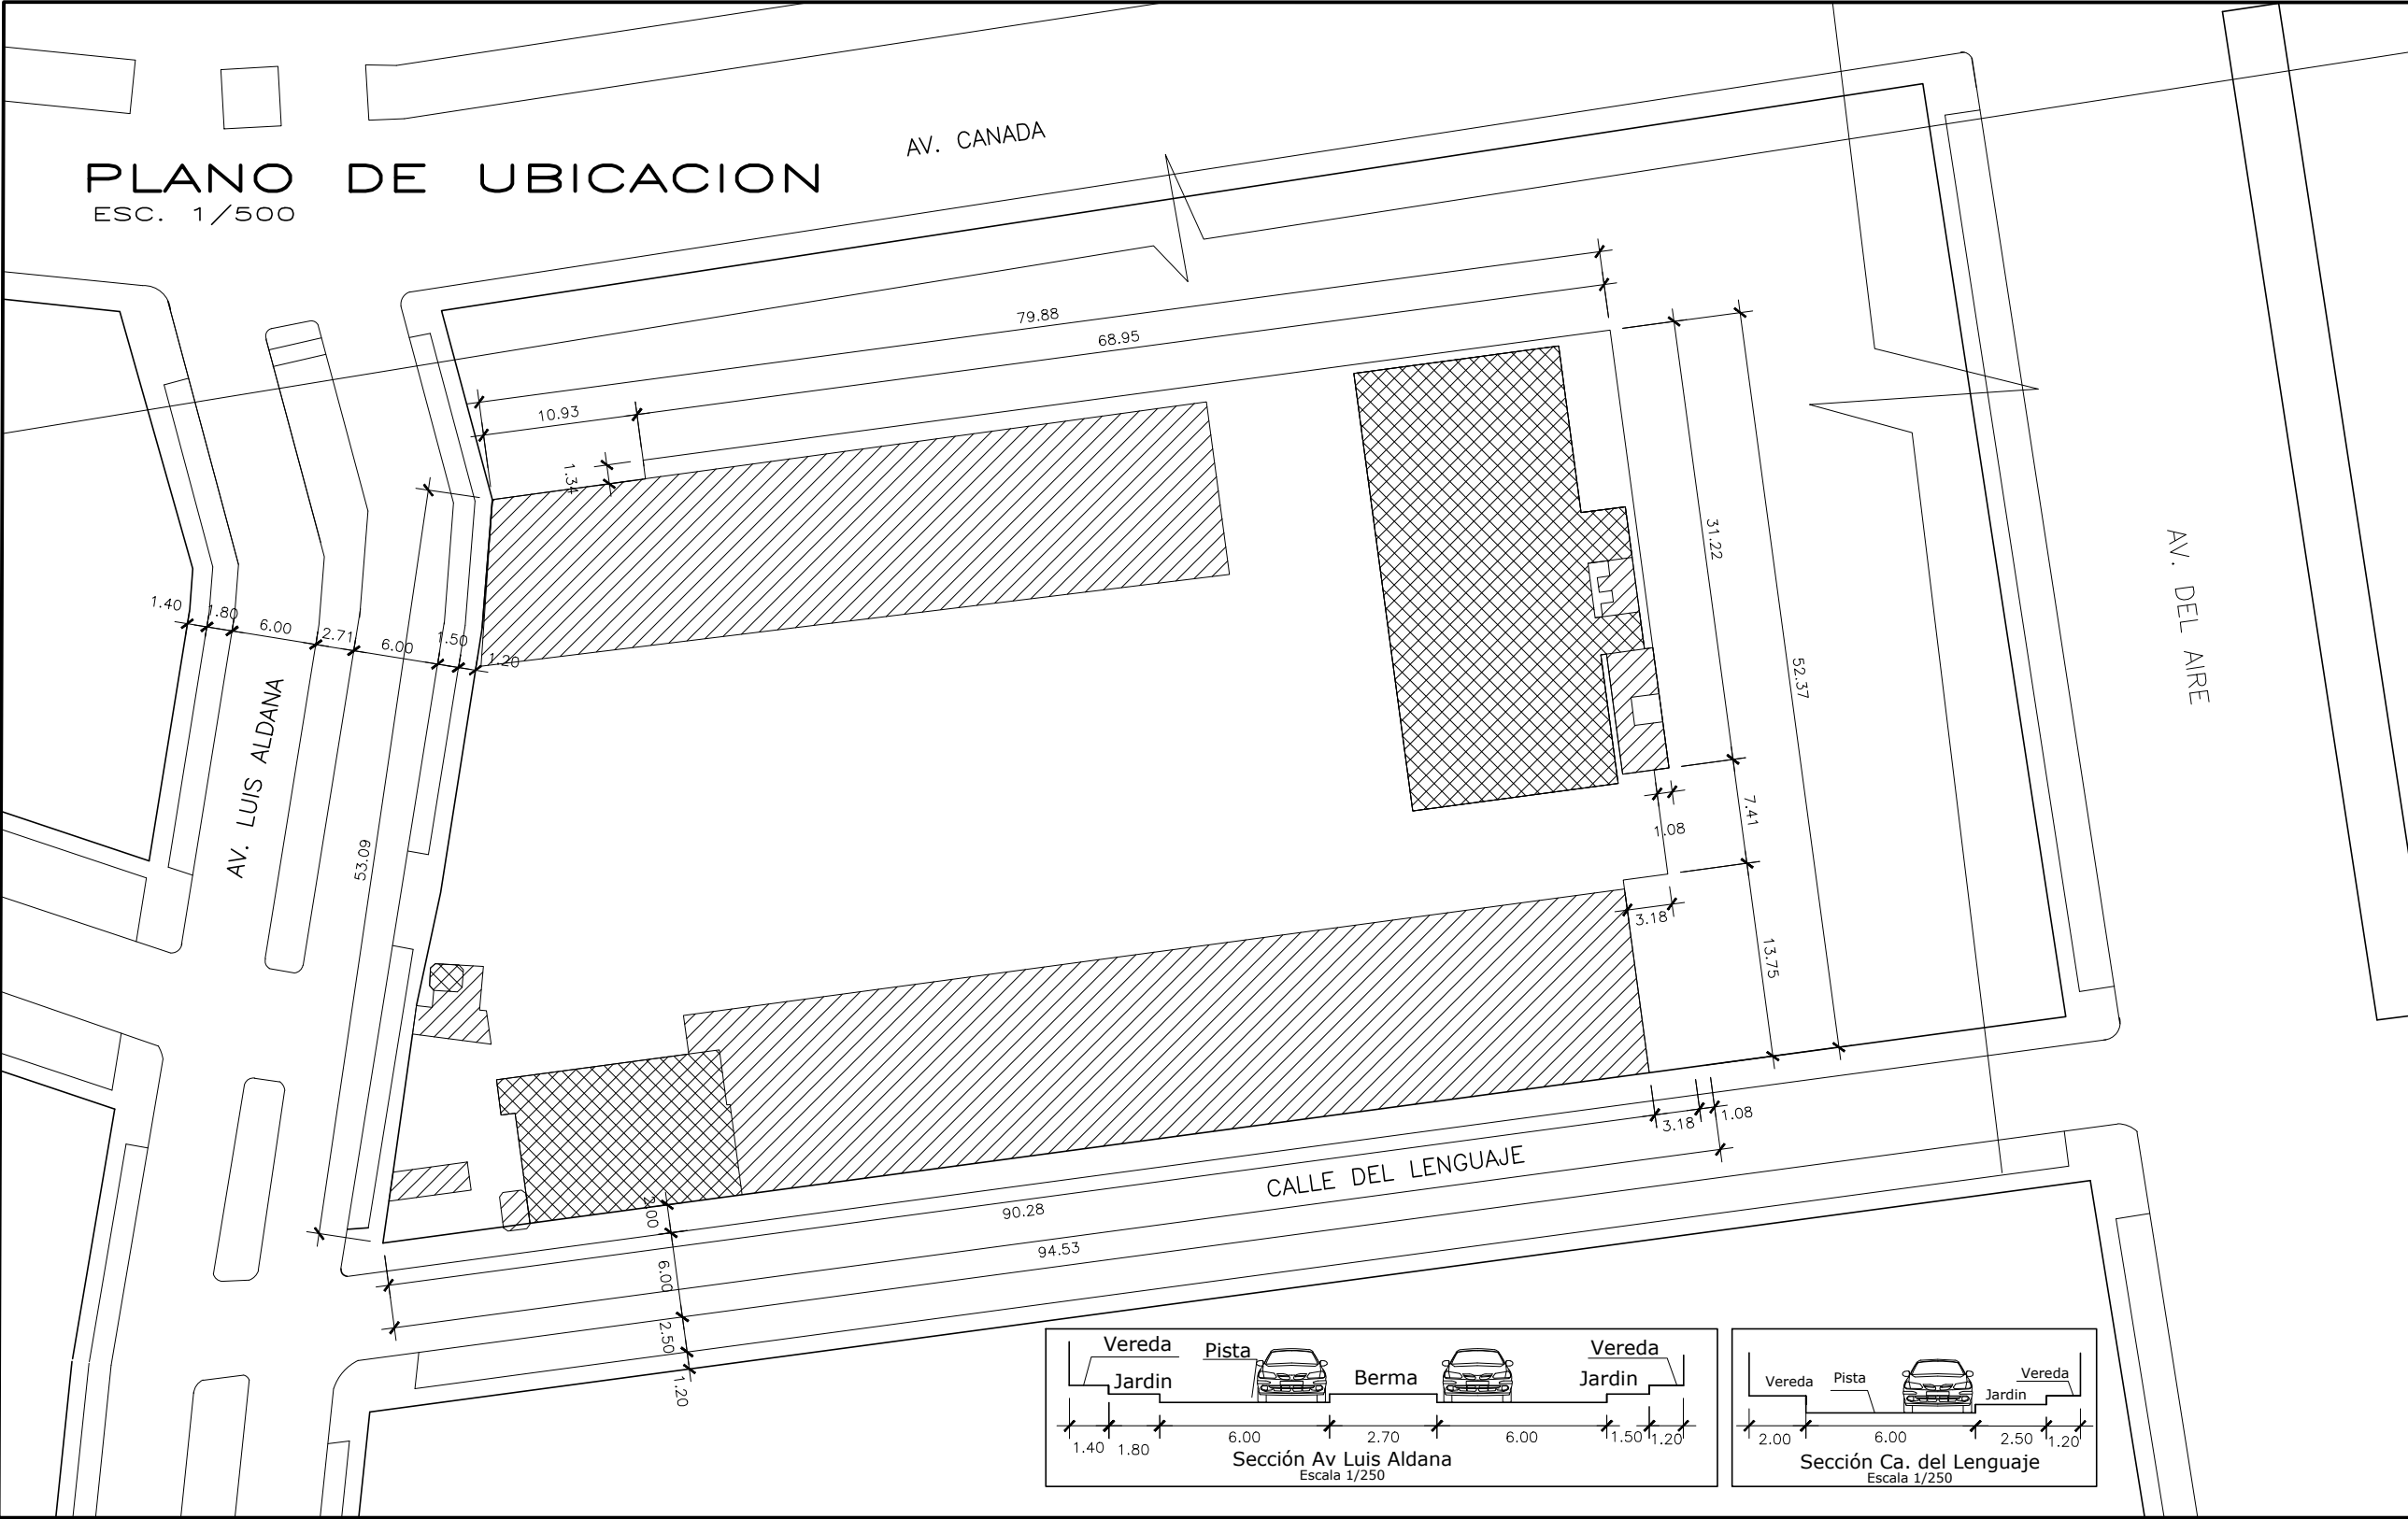 AV. CANADA
PLANO DE UBICACION
ESC. 1/500
79.88
68.95
10.93
1.34
31.22
AV. DEL AIRE
1.40
1.80
6.00
2.71
6.00
1.50
1.20
52.37
AV. LUIS ALDANA
53.09
7.41
1.08
3.18
13.75
3.18
1.08
CALLE DEL LENGUAJE
2.00
90.28
94.53
6.00
2.50
1.20
Vereda
Pista
Vereda
Jardin
Berma
Jardin
1.40
1.80
6.00
2.70
6.00
1.50
1.20
Sección Av Luis Aldana
Escala 1/250
Vereda
Pista
Vereda
Jardin
2.00
6.00
2.50
1.20
Sección Ca. del Lenguaje
Escala 1/250